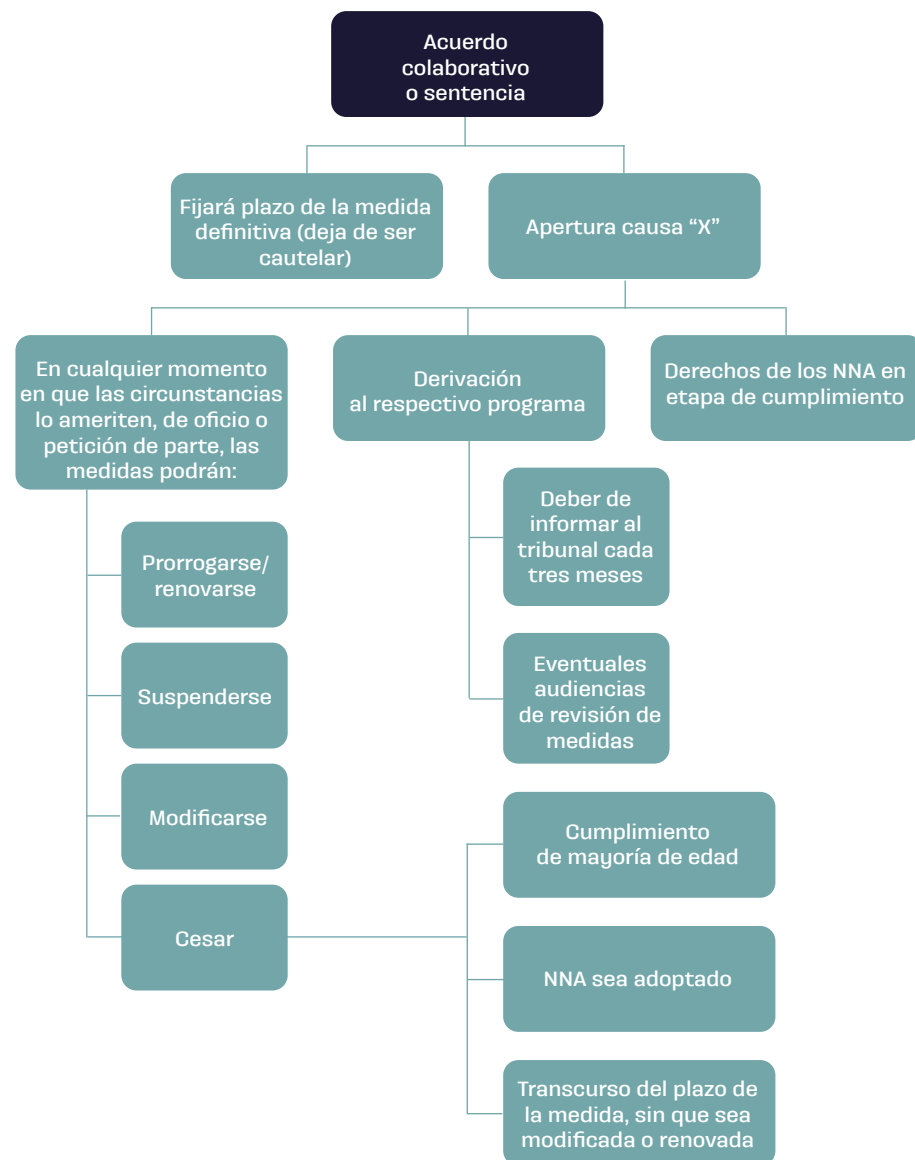 Acuerdo
colaborativo
o sentencia
Fijará plazo de la medida
definitiva (deja de ser
cautelar)
Apertura causa “X”
En cualquier momento
en que las circunstancias
lo ameriten, de oficio o
petición de parte, las
medidas podrán:
Derivación
al respectivo programa
Derechos de los NNA en
etapa de cumplimiento
Prorrogarse/
renovarse
Suspenderse
Modificarse
Cesar
Deber de
informar al
tribunal cada
tres meses
Eventuales
audiencias
de revisión de
medidas
Cumplimiento
de mayoría de edad
NNA sea adoptado
Transcurso del plazo de
la medida, sin que sea
modificada o renovada